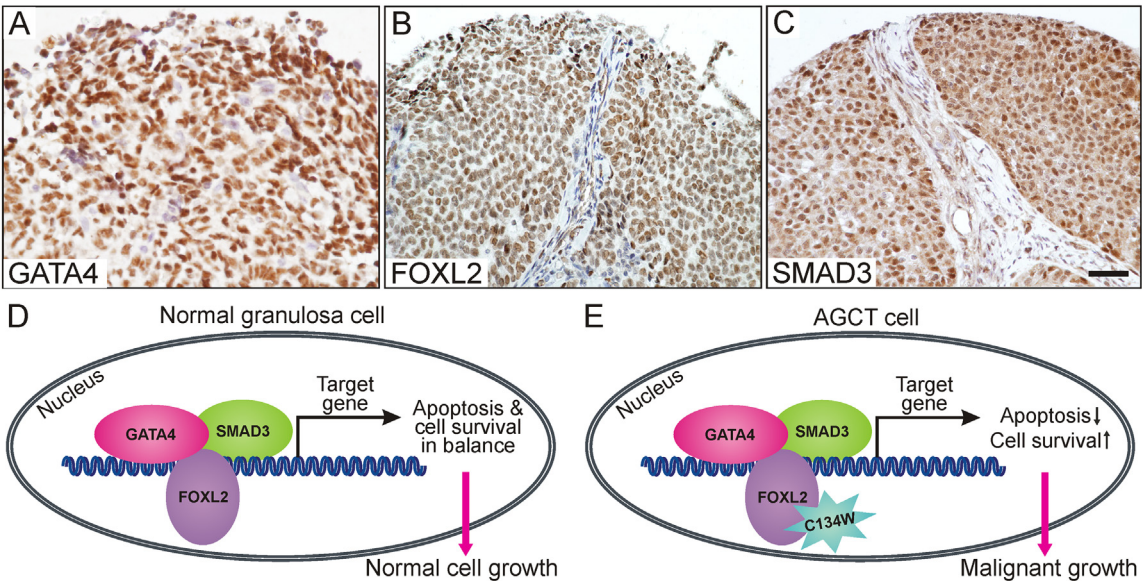 A
GATA4
B
FOXL2
C
SMAD3
D
Normal granulosa cell
Nucleus
GATA4
SMAD3
FOXL2
Target
gene
Apoptosis &
cell survival
in balance
Normal cell growth
E
AGCT cell
Nucleus
GATA4
SMAD3
FOXL2
C134W
Target
gene
Apoptosis↓
Cell survival↑
Malignant growth